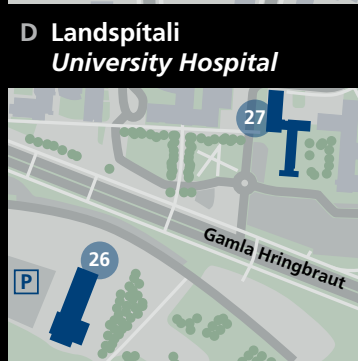 D Landspítali
University Hospital
27
Gamla Hringbraut
26
P